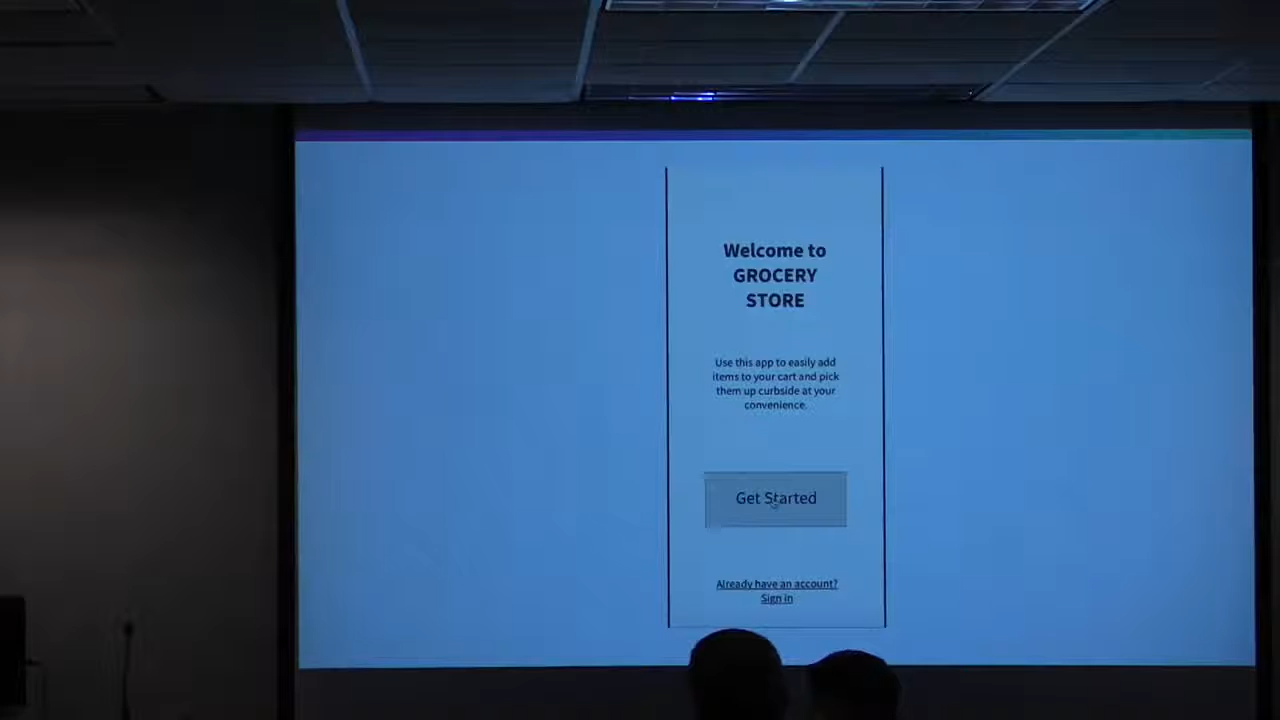 Welcome to
GROCERY
STORE
Use this app to easily add
items to your cart and pick
them up curbside at your
convenience.
Get Started
Already have an account?
Sign in